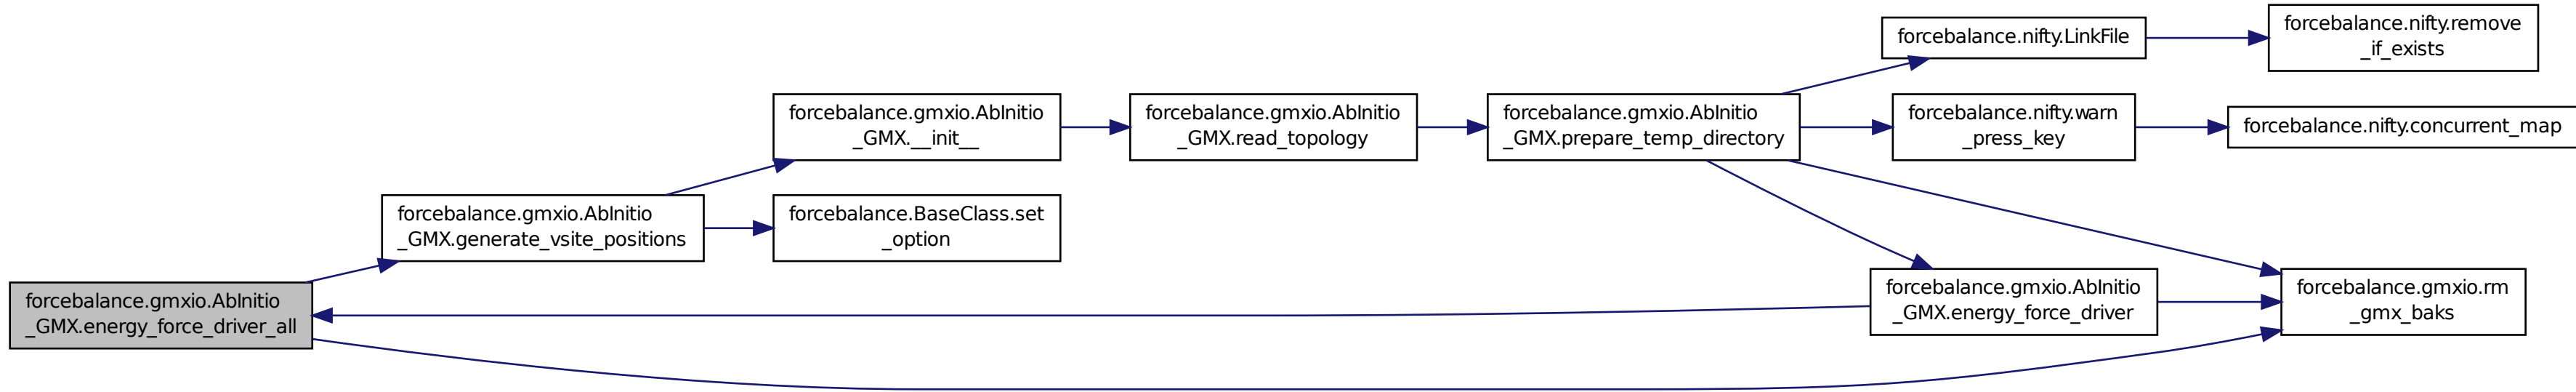 forcebalance.gmxio.AbInitio
_GMX.energy_force_driver_all
forcebalance.gmxio.AbInitio
_GMX.generate_vsite_positions
forcebalance.gmxio.AbInitio
_GMX.__init__
forcebalance.BaseClass.set
_option
forcebalance.gmxio.AbInitio
_GMX.read_topology
forcebalance.gmxio.AbInitio
_GMX.prepare_temp_directory
forcebalance.nifty.LinkFile
forcebalance.nifty.warn
_press_key
forcebalance.gmxio.AbInitio
_GMX.energy_force_driver
forcebalance.nifty.remove
_if_exists
forcebalance.nifty.concurrent_map
forcebalance.gmxio.rm
_gmx_baks